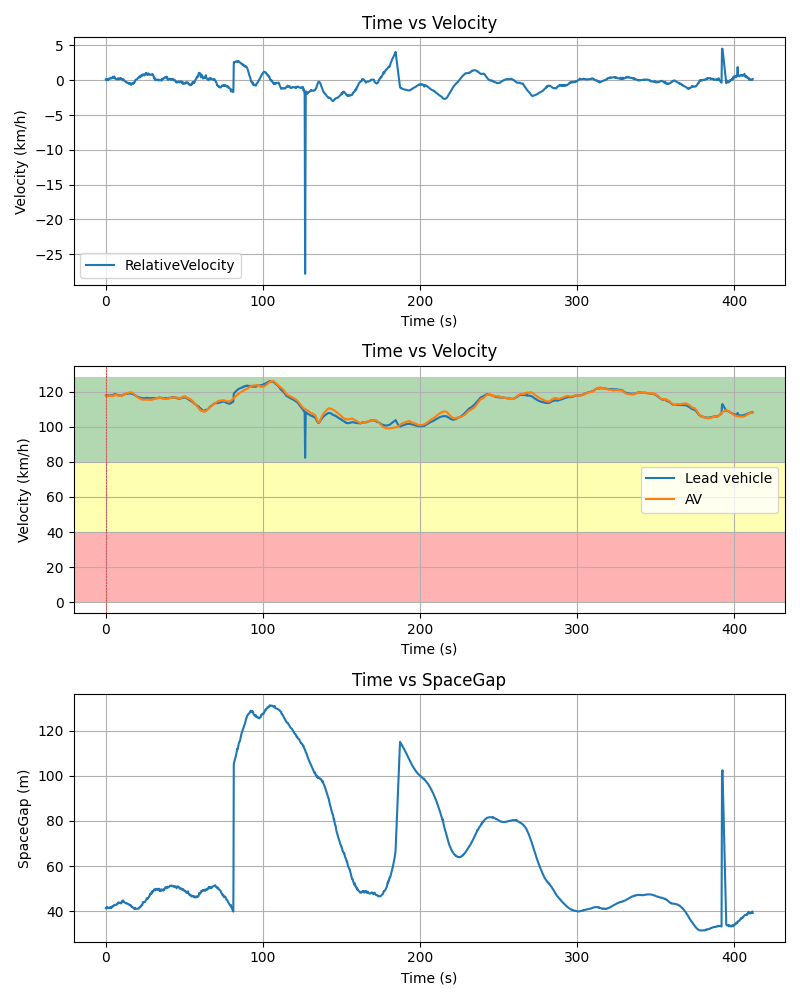 Time vs Velocity
5
0
−5
−10
−15
−20
−25
Velocity (km/h)
RelativeVelocity
0 100 200 300 400
Time (s)
Time vs Velocity
120
100
80
60
40
20
0
Velocity (km/h)
Lead vehicle
AV
0 100 200 300 400
Time (s)
Time vs SpaceGap
120
100
80
60
40
SpaceGap (m)
0 100 200 300 400
Time (s)